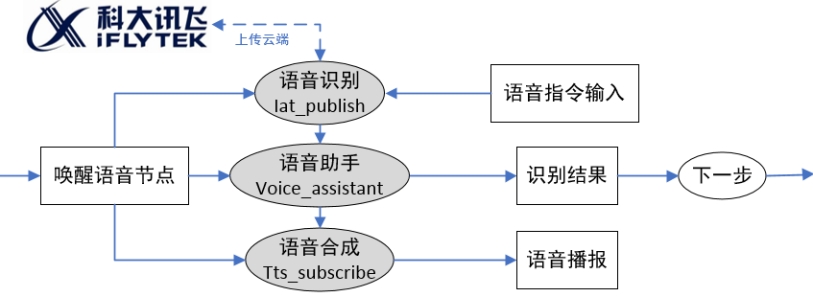 科大讯飞
iFLYTEK
上传云端
语音识别
Iat_publish
语音指令输入
唤醒语音节点
语音助手
Voice_assistant
识别结果
下一步
语音合成
Tts_subscribe
语音播报